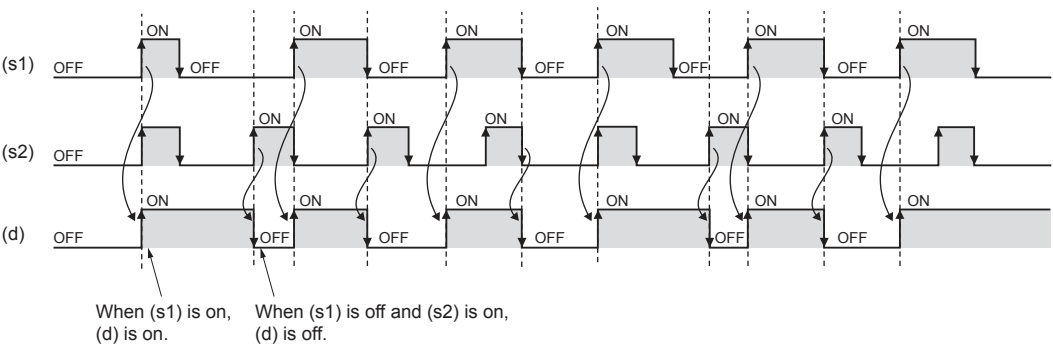 ON ON ON ON ON ON
(s1) OFF OFF OFF OFF OFF OFF
ON ON ON ON ON
(s2) OFF
ON ON ON ON ON ON
(d) OFF OFF OFF OFF OFF OFF
When (s1) is on,
(d) is on.
When (s1) is off and (s2) is on,
(d) is off.